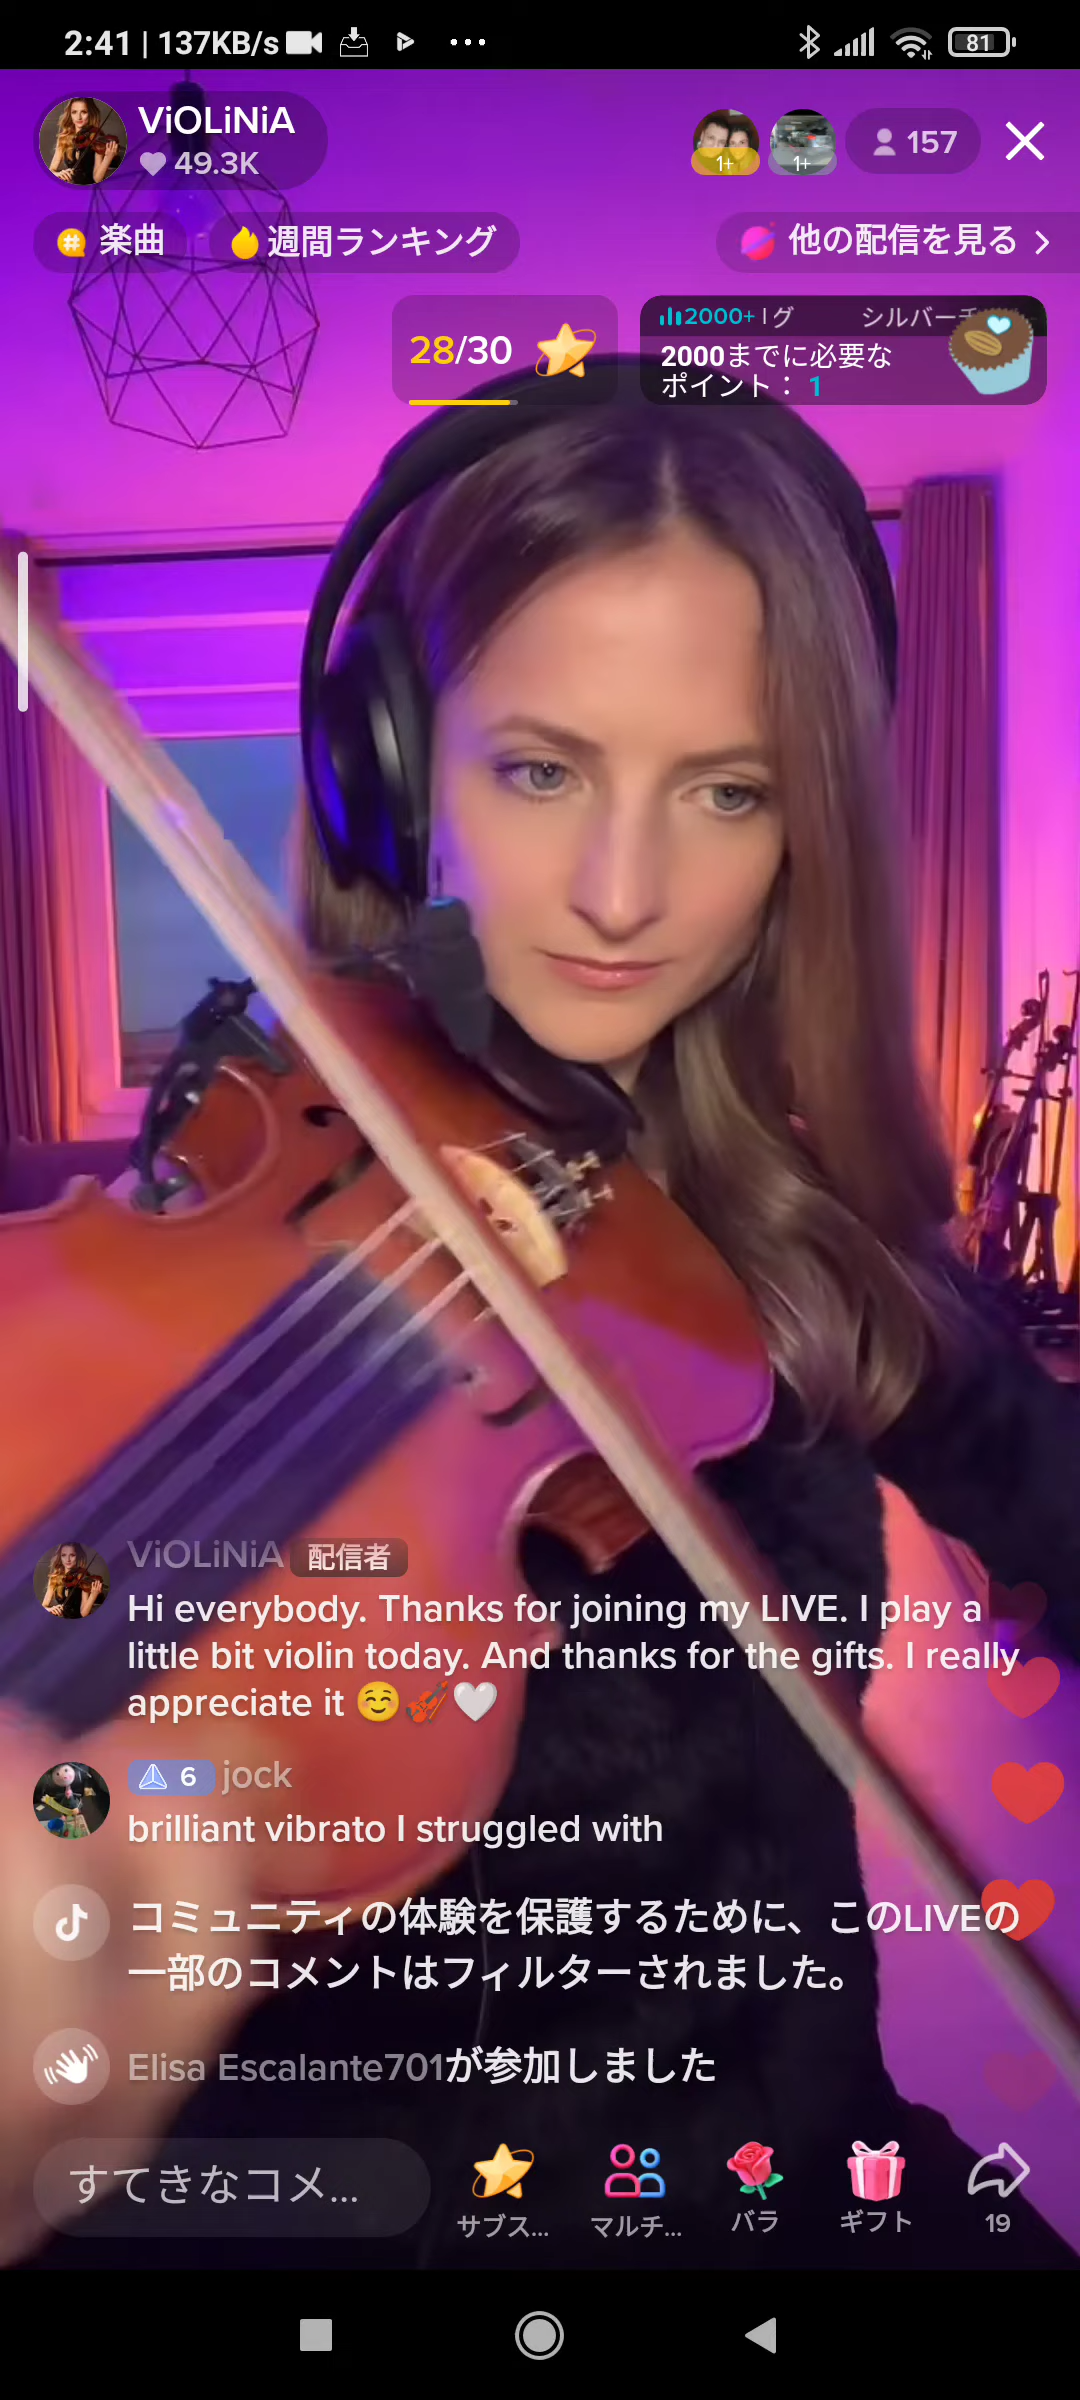 2:41 | 137KB/s
81
ViOLiNiA
49.3K
1+
1+
157
楽曲
週間ランキング
他の配信を見る
28/30
2000+
グ
シルバーチ
2000までに必要な
ポイント： 1
ViOLiNiA 配信者
Hi everybody. Thanks for joining my LIVE. I play a
little bit violin today. And thanks for the gifts. I really
appreciate it ☺️🎻🤍
6 jock
brilliant vibrato I struggled with
コミュニティの体験を保護するために、このLIVEの
一部のコメントはフィルターされました。
Elisa Escalante701が参加しました
すてきなコメ...
サブス...
マルチ...
バラ
ギフト
19